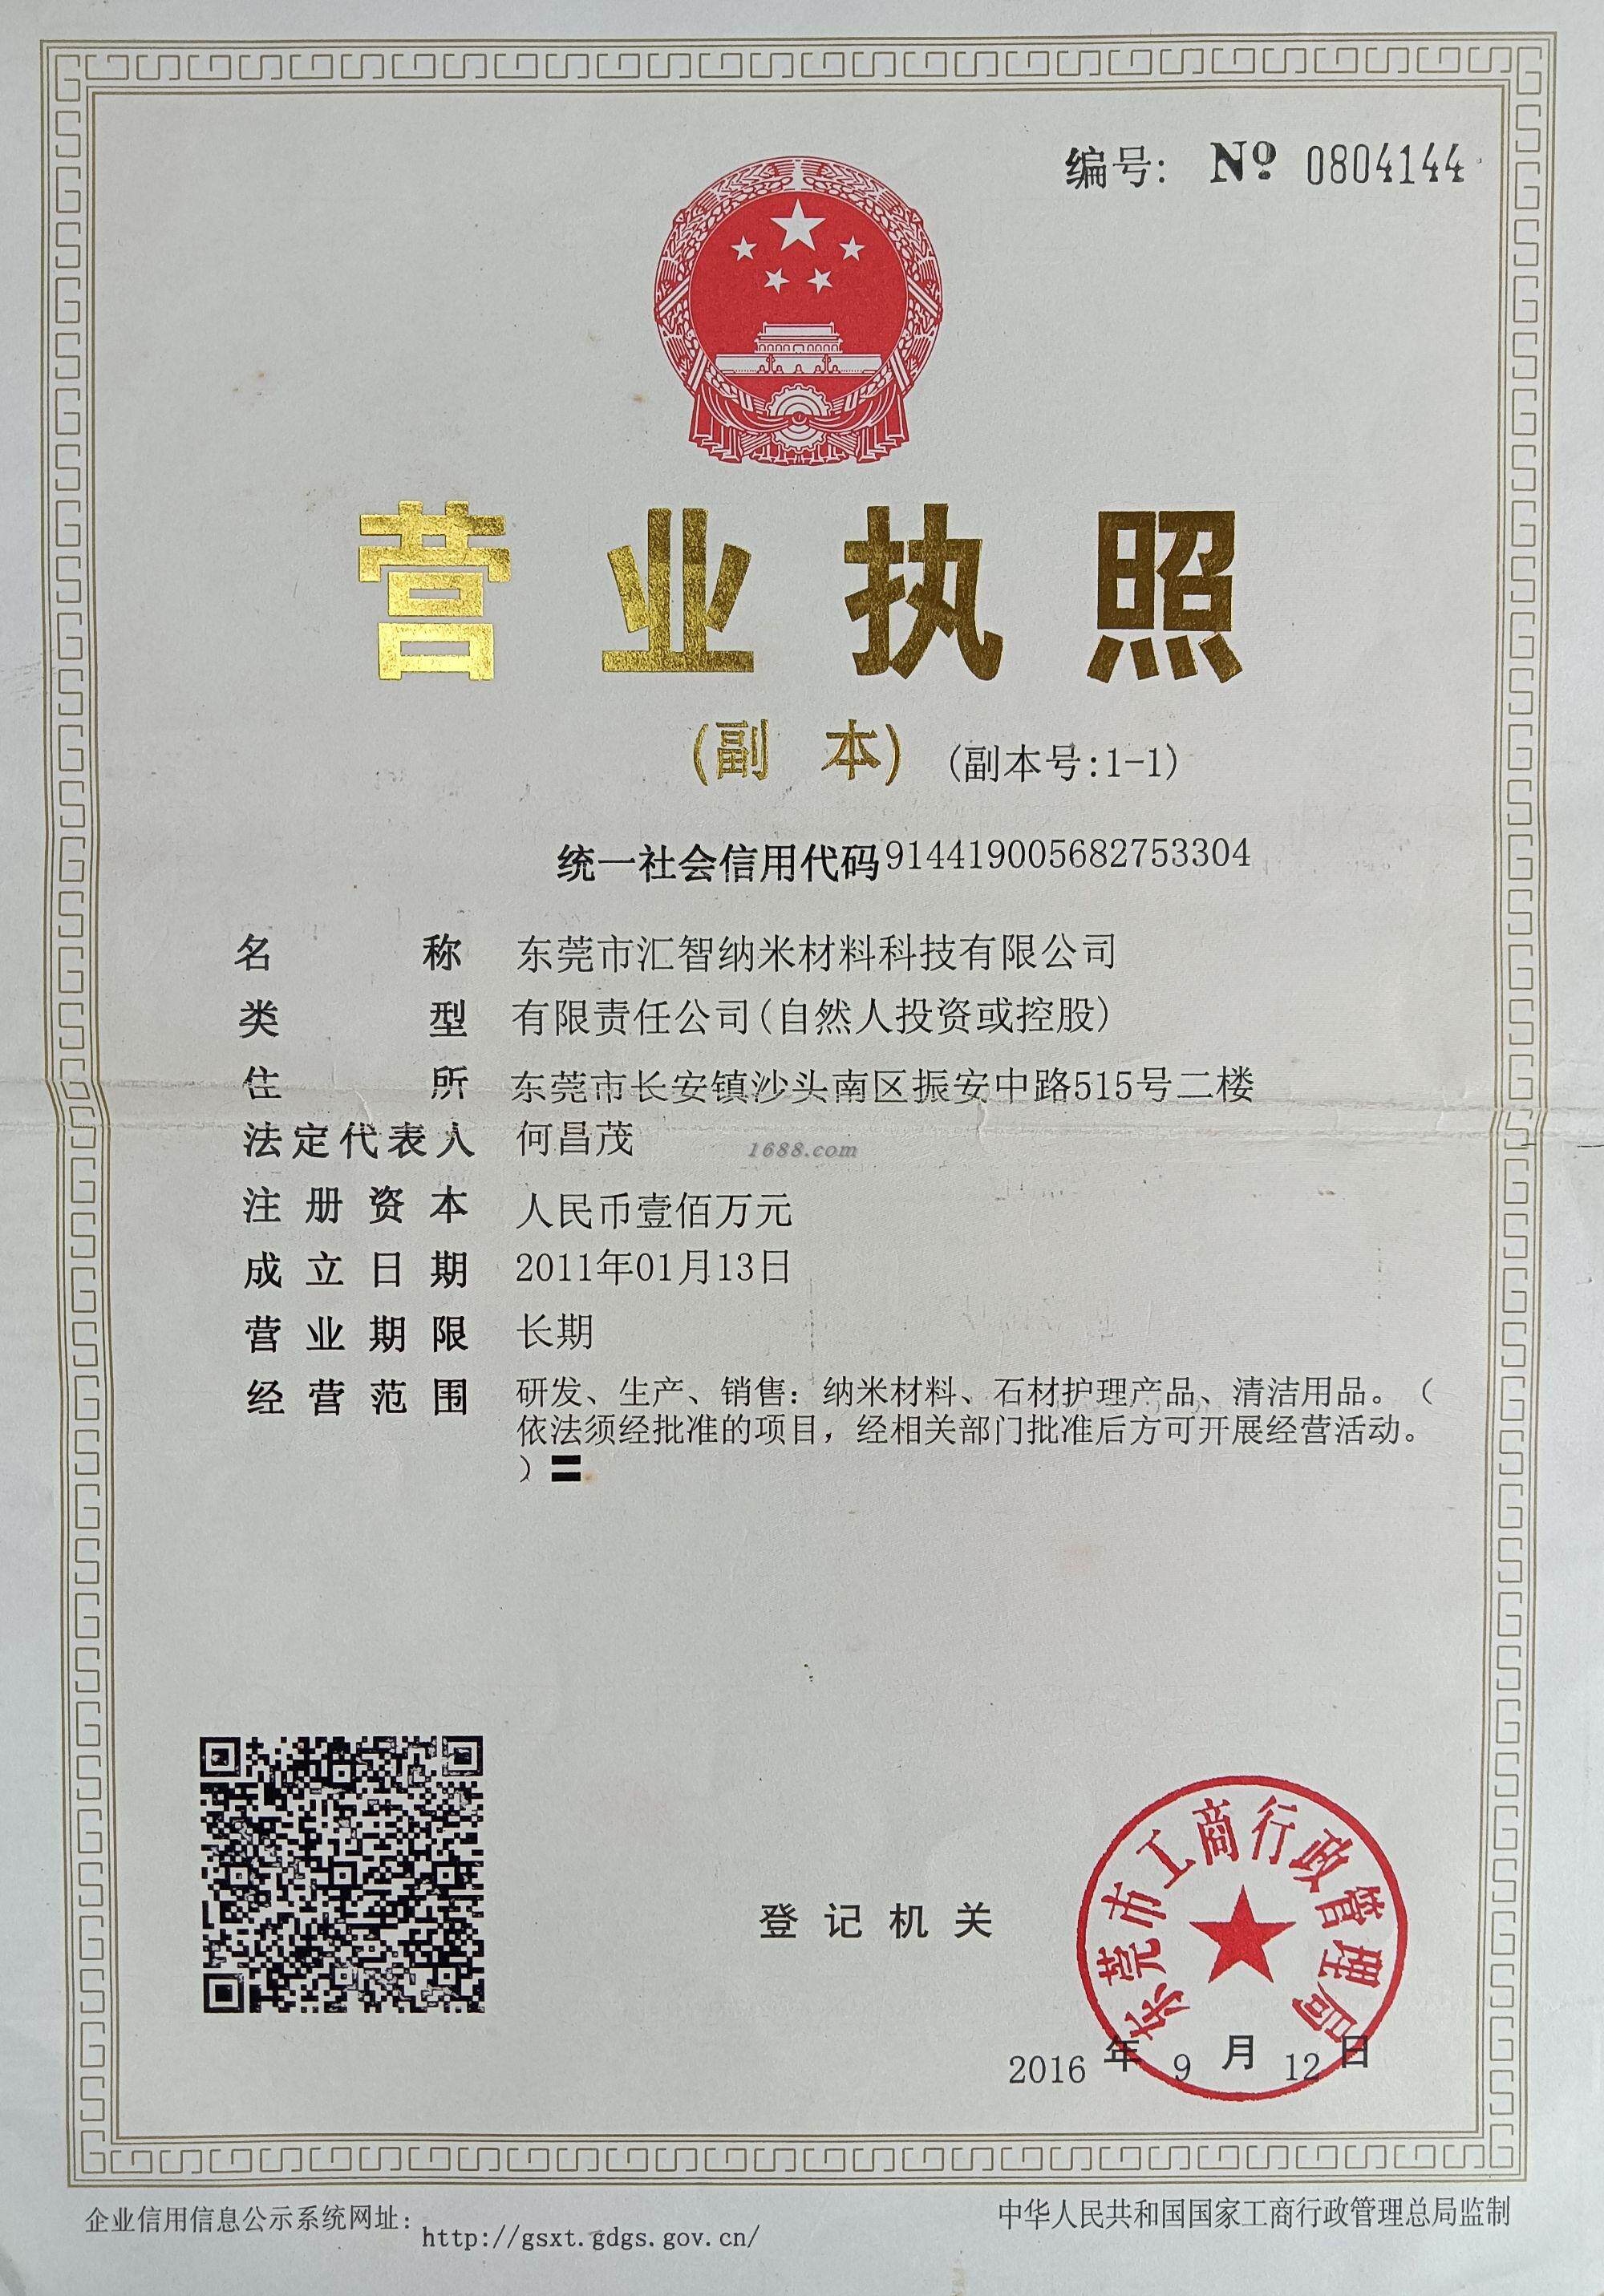 编号： Nº 0804144
营业执照
(副 本) (副本号:1-1)
统一社会信用代码914419005682753304
名 称 东莞市汇智纳米材料科技有限公司
类 型 有限责任公司(自然人投资或控股)
住 所 东莞市长安镇沙头南区振安中路515号二楼
法定代表人 何昌茂
1688.com
注册资本 人民币壹佰万元
成立日期 2011年01月13日
营业期限 长期
经营范围 研发、生产、销售：纳米材料、石材护理产品、清洁用品。（
依法须经批准的项目，经相关部门批准后方可开展经营活动。
）
东莞市工商行政管理局
登记机关
2016年9月12日
企业信用信息公示系统网址：http://gsxt.gdgs.gov.cn/
中华人民共和国国家工商行政管理总局监制